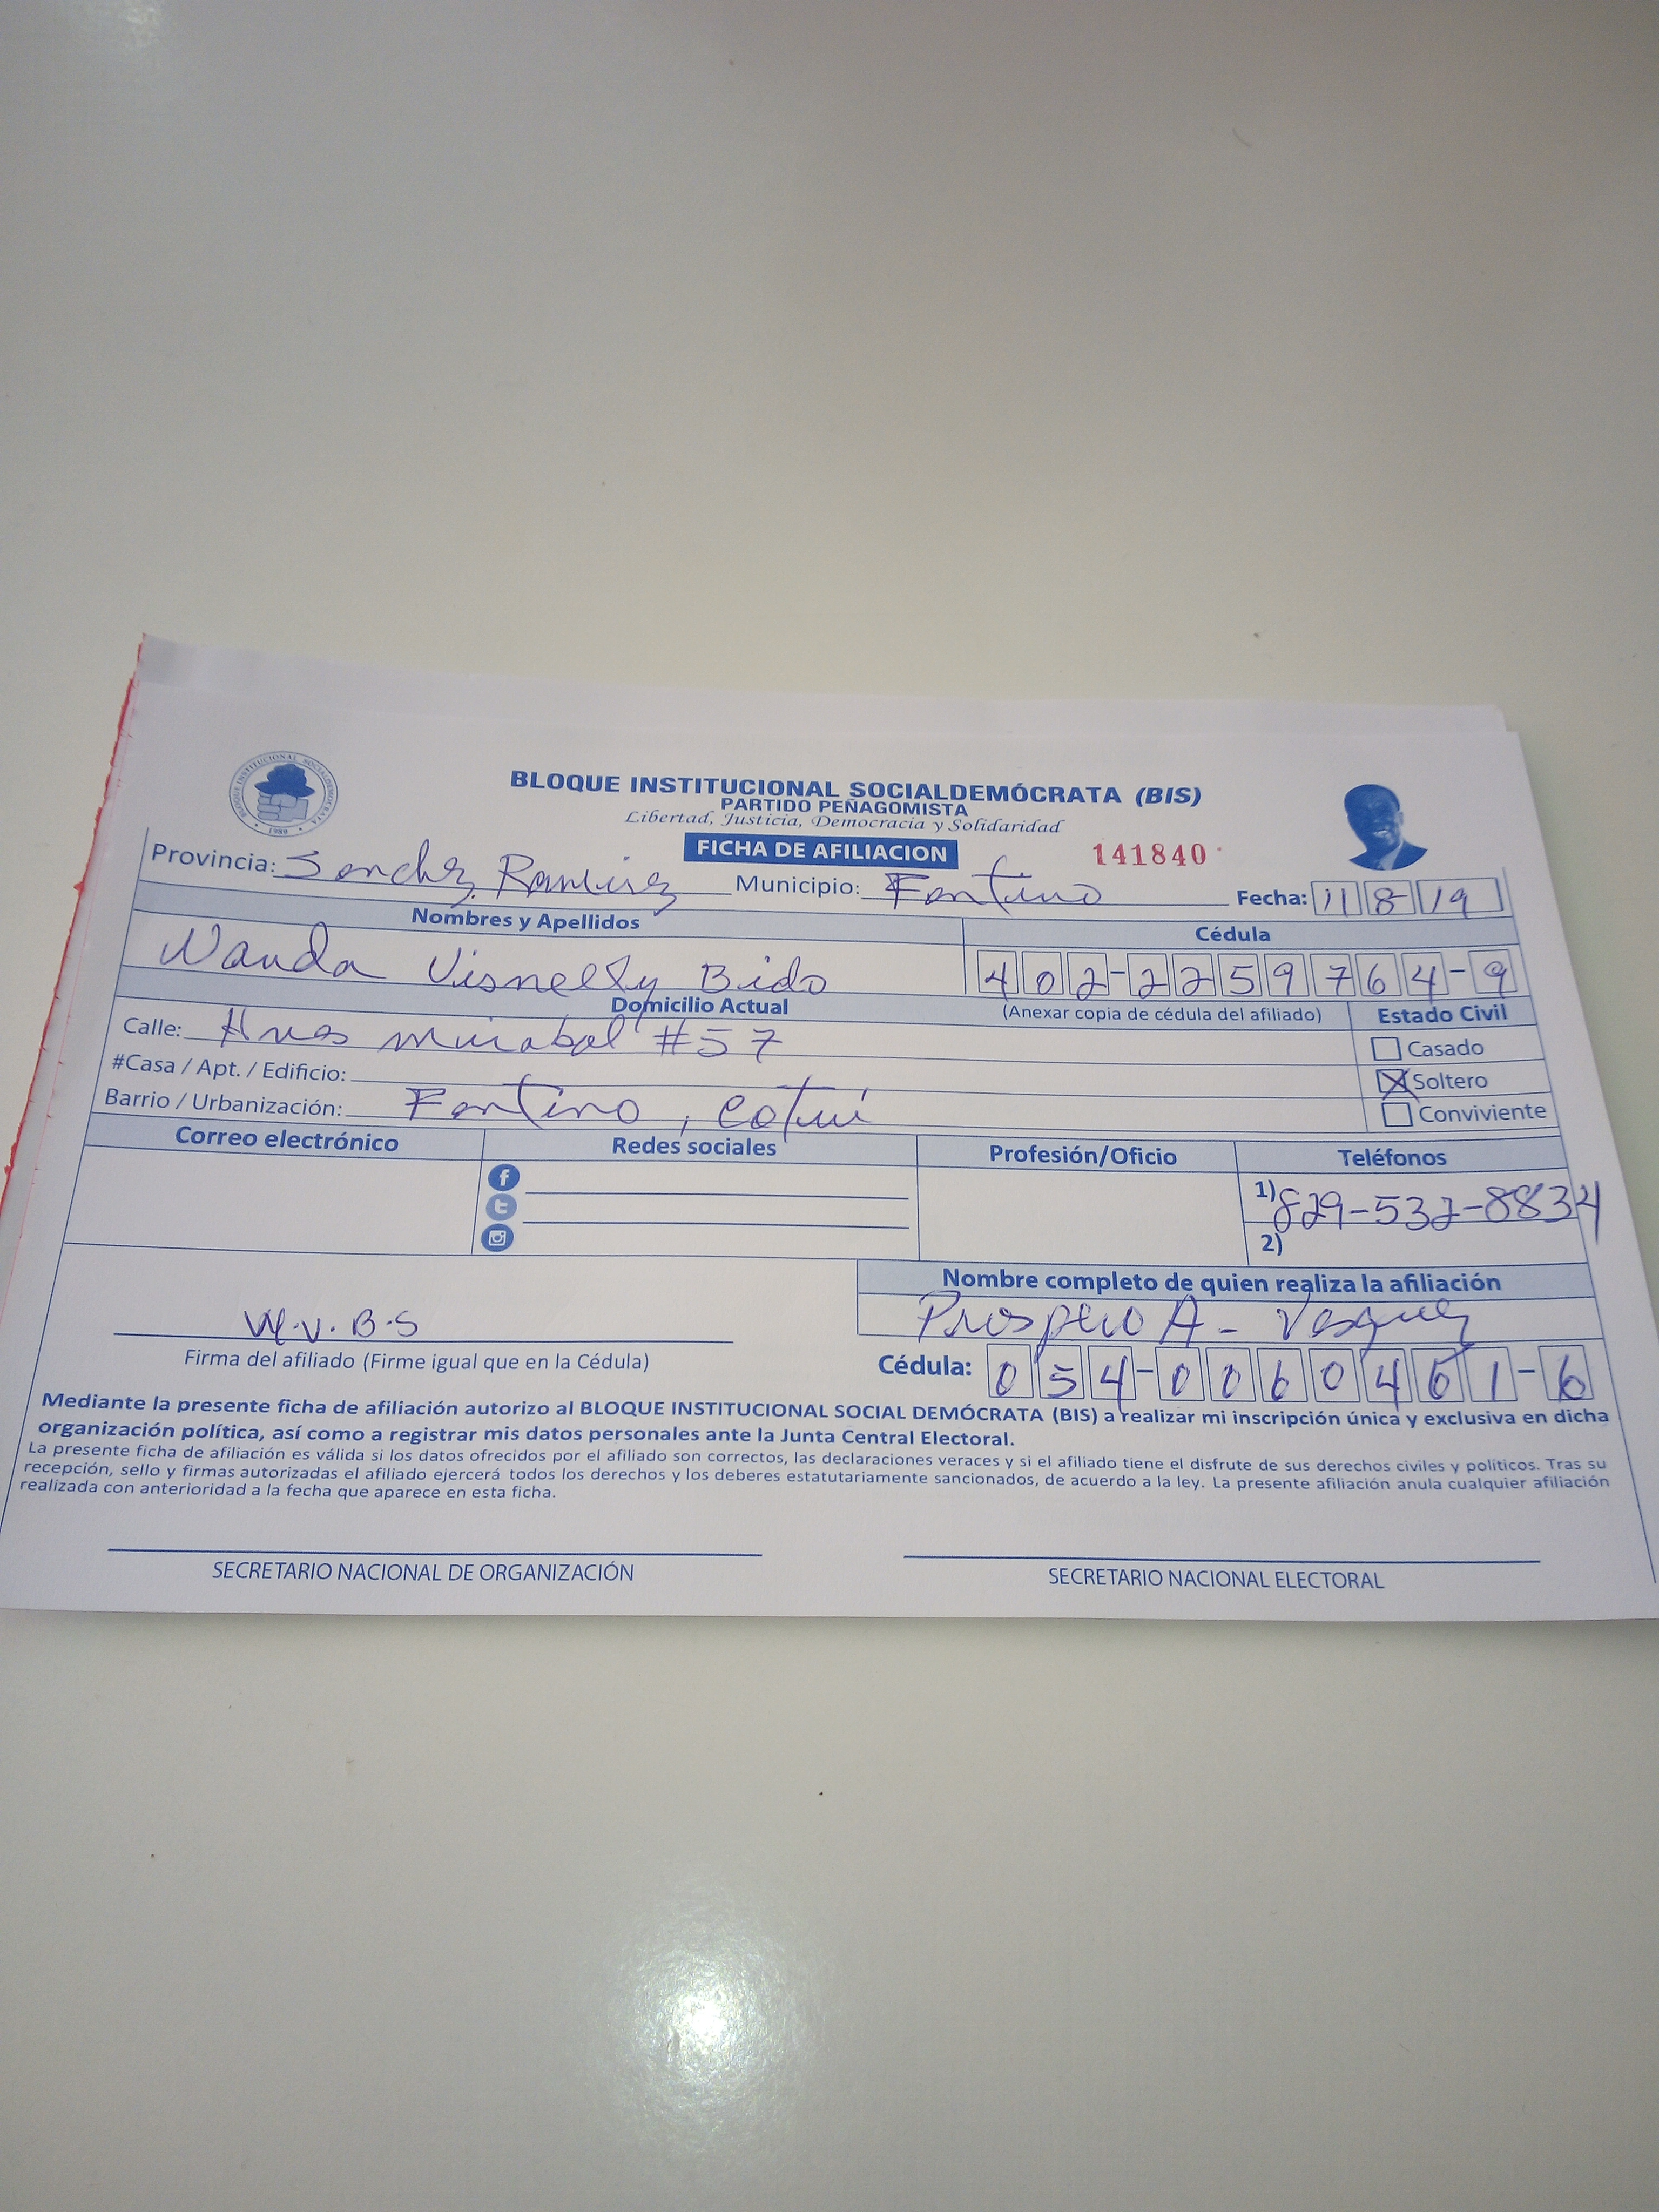 BLOQUE INSTITUCIONAL SOCIALDEMOCRATA
1989
BLOQUE INSTITUCIONAL SOCIALDEMÓCRATA (BIS)
PARTIDO PEÑAGOMISTA
Libertad, Justicia, Democracia y Solidaridad
FICHA DE AFILIACION
141840
Provincia: Sanchz Ramirez Municipio: Fantino Fecha: 11 8 19
Nombres y Apellidos Cédula
Wanda Visnelly Bido 402-2259764-9
Domicilio Actual (Anexar copia de cédula del afiliado) Estado Civil
Calle: Hnas mirabal #57
Casado
#Casa / Apt. / Edificio:
Soltero
Barrio / Urbanización: Fantino, Cotuí
Conviviente
Correo electrónico Redes sociales Profesión/Oficio Teléfonos
1) 829-532-8834
2)
Nombre completo de quien realiza la afiliación
Prospero A- Vasquez
W.V.B.S
Firma del afiliado (Firme igual que en la Cédula)
Cédula: 054-0060461-6
Mediante la presente ficha de afiliación autorizo al BLOQUE INSTITUCIONAL SOCIAL DEMÓCRATA (BIS) a realizar mi inscripción única y exclusiva en dicha
organización política, así como a registrar mis datos personales ante la Junta Central Electoral.
La presente ficha de afiliación es válida si los datos ofrecidos por el afiliado son correctos, las declaraciones veraces y si el afiliado tiene el disfrute de sus derechos civiles y políticos. Tras su
recepción, sello y firmas autorizadas el afiliado ejercerá todos los derechos y los deberes estatutariamente sancionados, de acuerdo a la ley. La presente afiliación anula cualquier afiliación
realizada con anterioridad a la fecha que aparece en esta ficha.
SECRETARIO NACIONAL DE ORGANIZACIÓN SECRETARIO NACIONAL ELECTORAL